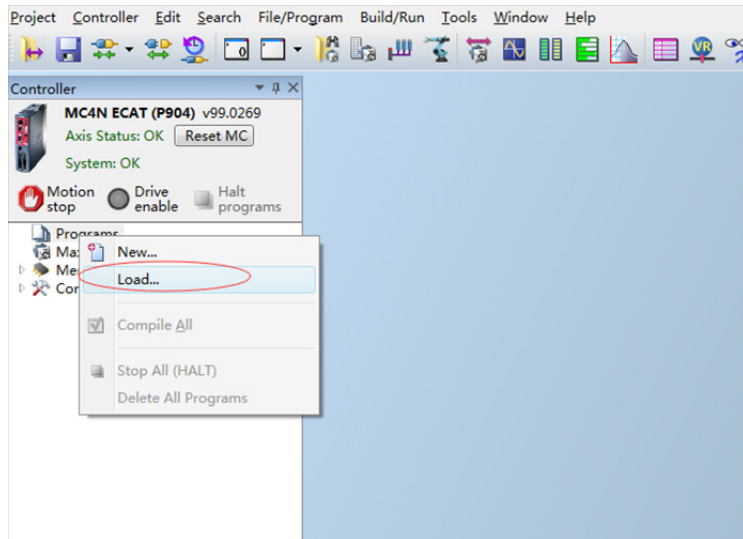 Project Controller Edit Search File/Program Build/Run Tools Window Help
0
VR
Controller
MC4N ECAT (P904) v99.0269
Axis Status: OK Reset MC
System: OK
Motion stop
Drive enable
Halt programs
Programs
New...
Load...
Compile All
Stop All (HALT)
Delete All Programs